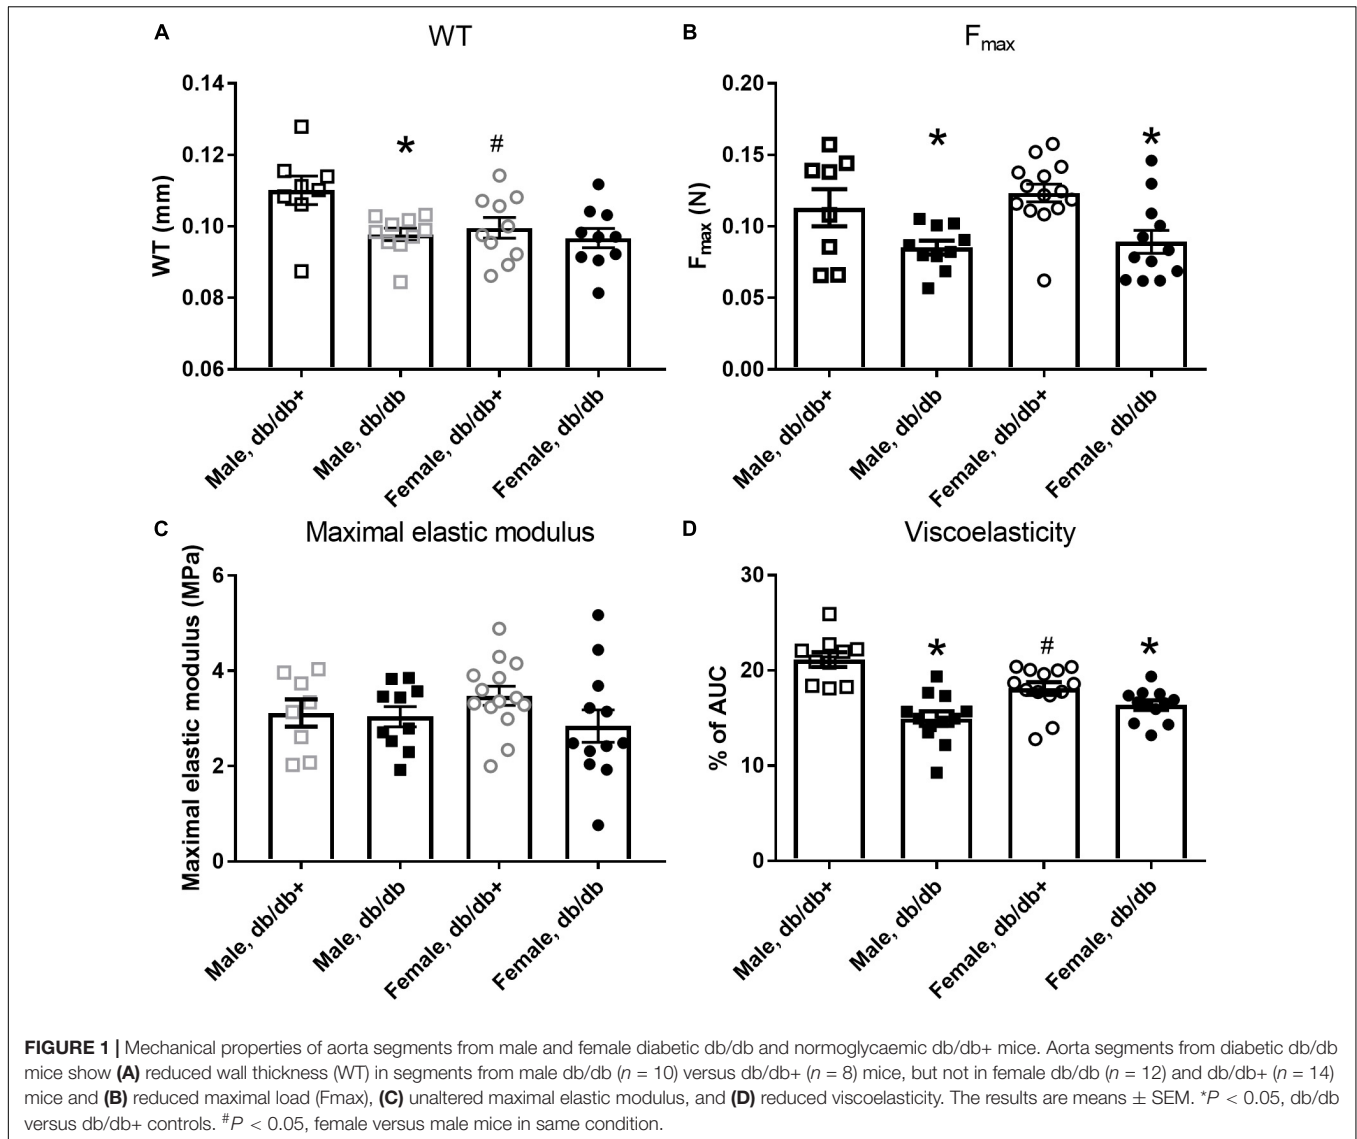 A
WT
WT (mm)
0.14
0.12
0.10
0.08
0.06
*
#
Male, db/db+
Male, db/db
Female, db/db+
Female, db/db
B
Fmax
Fmax (N)
0.20
0.15
0.10
0.05
0.00
*
*
Male, db/db+
Male, db/db
Female, db/db+
Female, db/db
C
Maximal elastic modulus
Maximal elastic modulus (MPa)
6
4
2
0
Male, db/db+
Male, db/db
Female, db/db+
Female, db/db
D
Viscoelasticity
% of AUC
30
20
10
0
*
#
*
Male, db/db+
Male, db/db
Female, db/db+
Female, db/db
FIGURE 1 | Mechanical properties of aorta segments from male and female diabetic db/db and normoglycaemic db/db+ mice. Aorta segments from diabetic db/db
mice show (A) reduced wall thickness (WT) in segments from male db/db (n = 10) versus db/db+ (n = 8) mice, but not in female db/db (n = 12) and db/db+ (n = 14)
mice and (B) reduced maximal load (Fmax), (C) unaltered maximal elastic modulus, and (D) reduced viscoelasticity. The results are means ± SEM. *P < 0.05, db/db
versus db/db+ controls. #P < 0.05, female versus male mice in same condition.